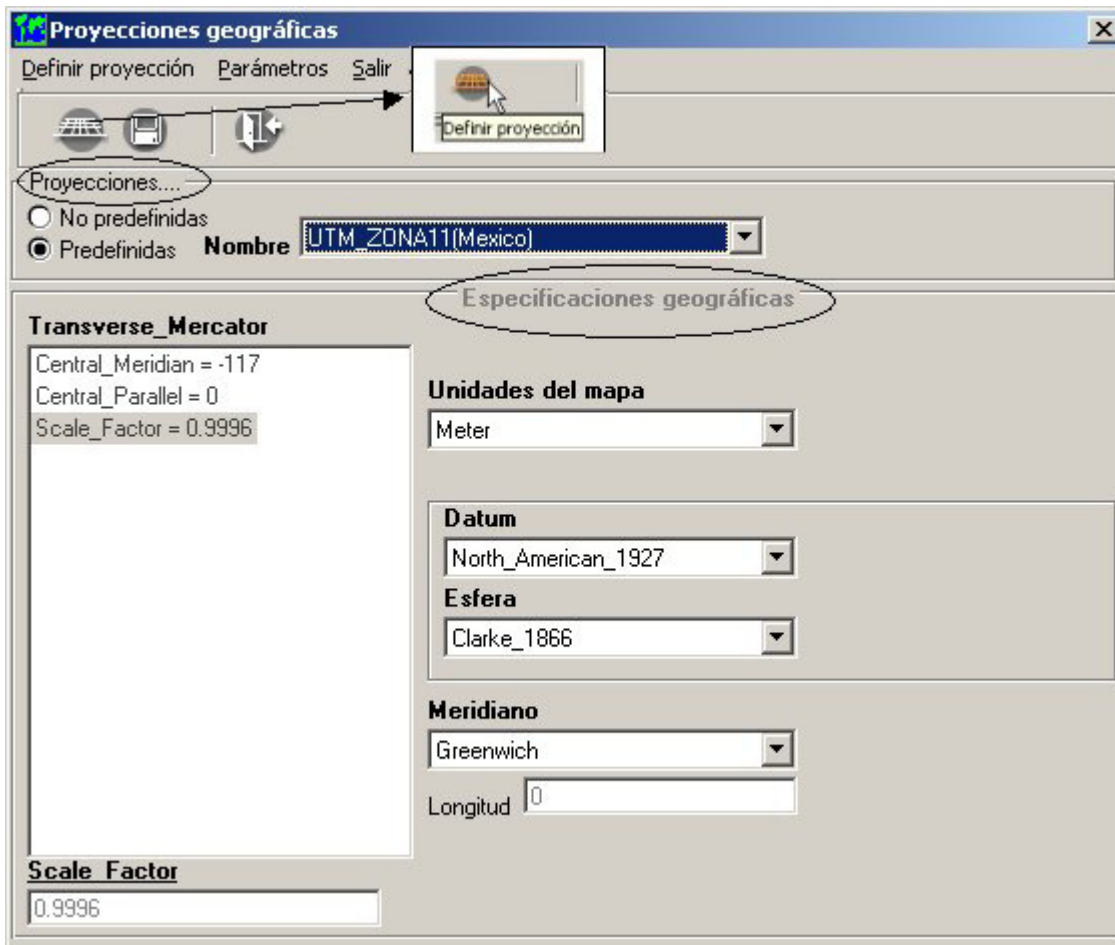 Proyecciones geográficas
Definir proyección Parámetros Salir
Definir proyección
Proyecciones....
No predefinidas
Predefinidas Nombre UTM_ZONA11(Mexico)
Especificaciones geográficas
Transverse_Mercator
Central_Meridian = -117
Central_Parallel = 0
Scale_Factor = 0.9996
Unidades del mapa
Meter
Datum
North_American_1927
Esfera
Clarke_1866
Meridiano
Greenwich
Longitud 0
Scale_Factor
0.9996